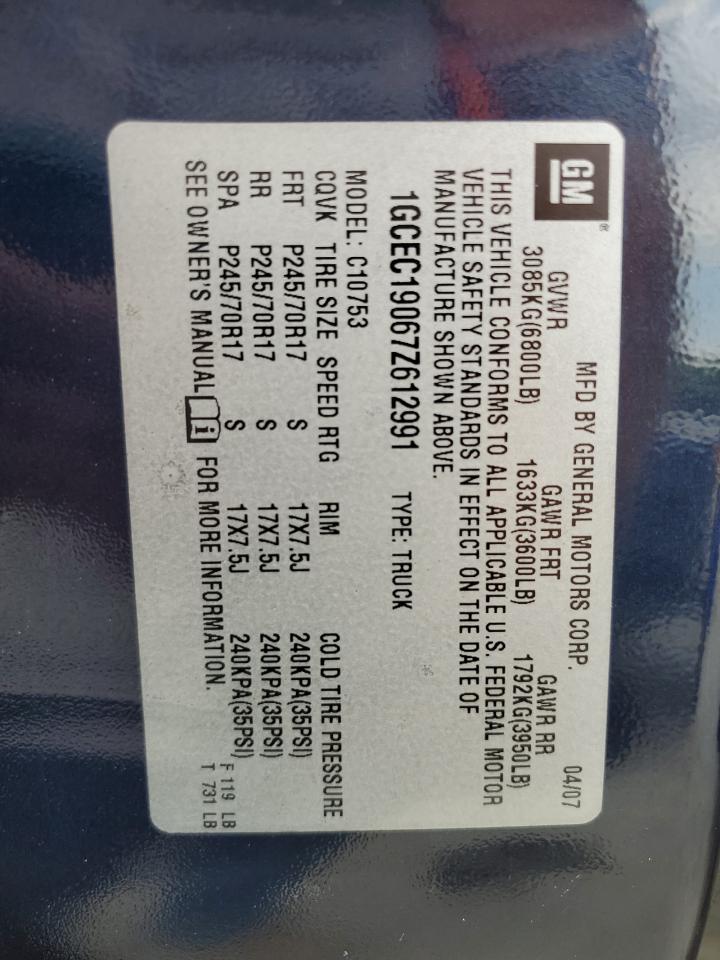 GM®
MFD BY GENERAL MOTORS CORP. 04/07
GVWR GAWR FRT GAWR RR
3085KG(6800LB) 1633KG(3600LB) 1792KG(3950LB)
THIS VEHICLE CONFORMS TO ALL APPLICABLE U.S. FEDERAL MOTOR
VEHICLE SAFETY STANDARDS IN EFFECT ON THE DATE OF
MANUFACTURE SHOWN ABOVE.
1GCEC19067Z612991 TYPE: TRUCK
MODEL: C10753
CQVK TIRE SIZE SPEED RTG RIM COLD TIRE PRESSURE
FRT P245/70R17 S 17X7.5J 240KPA(35PSI)
RR P245/70R17 S 17X7.5J 240KPA(35PSI)
SPA P245/70R17 S 17X7.5J 240KPA(35PSI) F 119 LB
SEE OWNER'S MANUAL i FOR MORE INFORMATION. T 731 LB